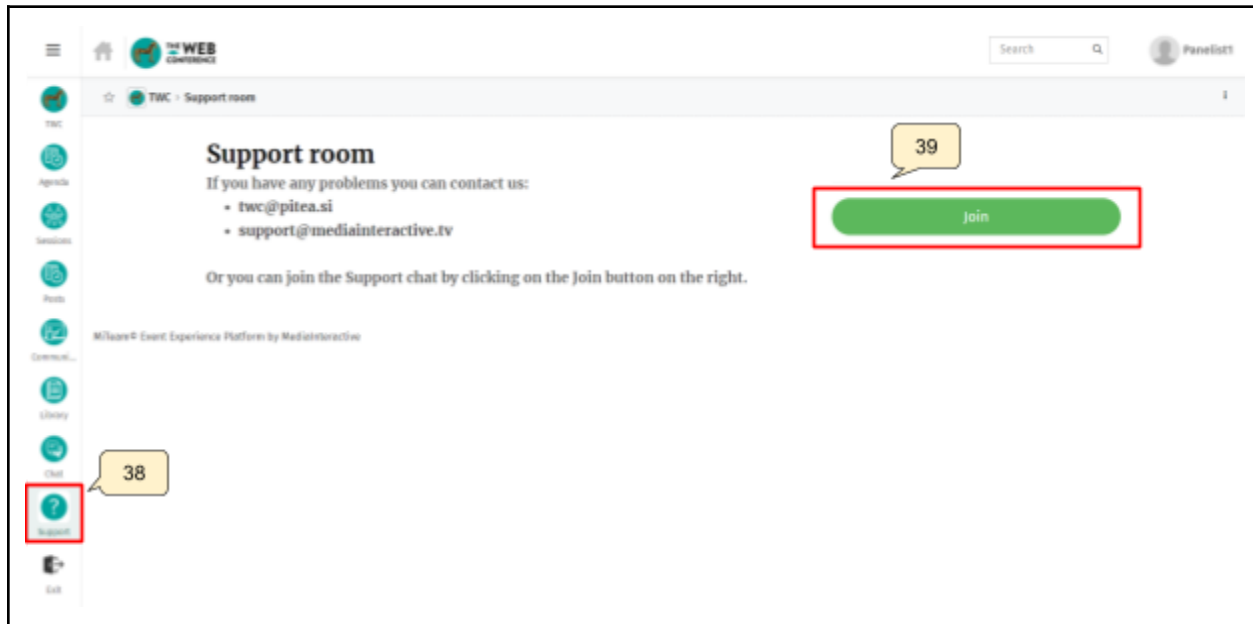 THE WEB
CONFERENCE
Search
Panelist1
TWC > Support room
TWC
Agenda
Sessions
Posts
Communi...
Library
Chat
Support
Exit
Support room
If you have any problems you can contact us:
• twc@pitea.si
• support@mediainteractive.tv
Or you can join the Support chat by clicking on the Join button on the right.
39
Join
MiTeam© Event Experience Platform by MediaInteractive
38